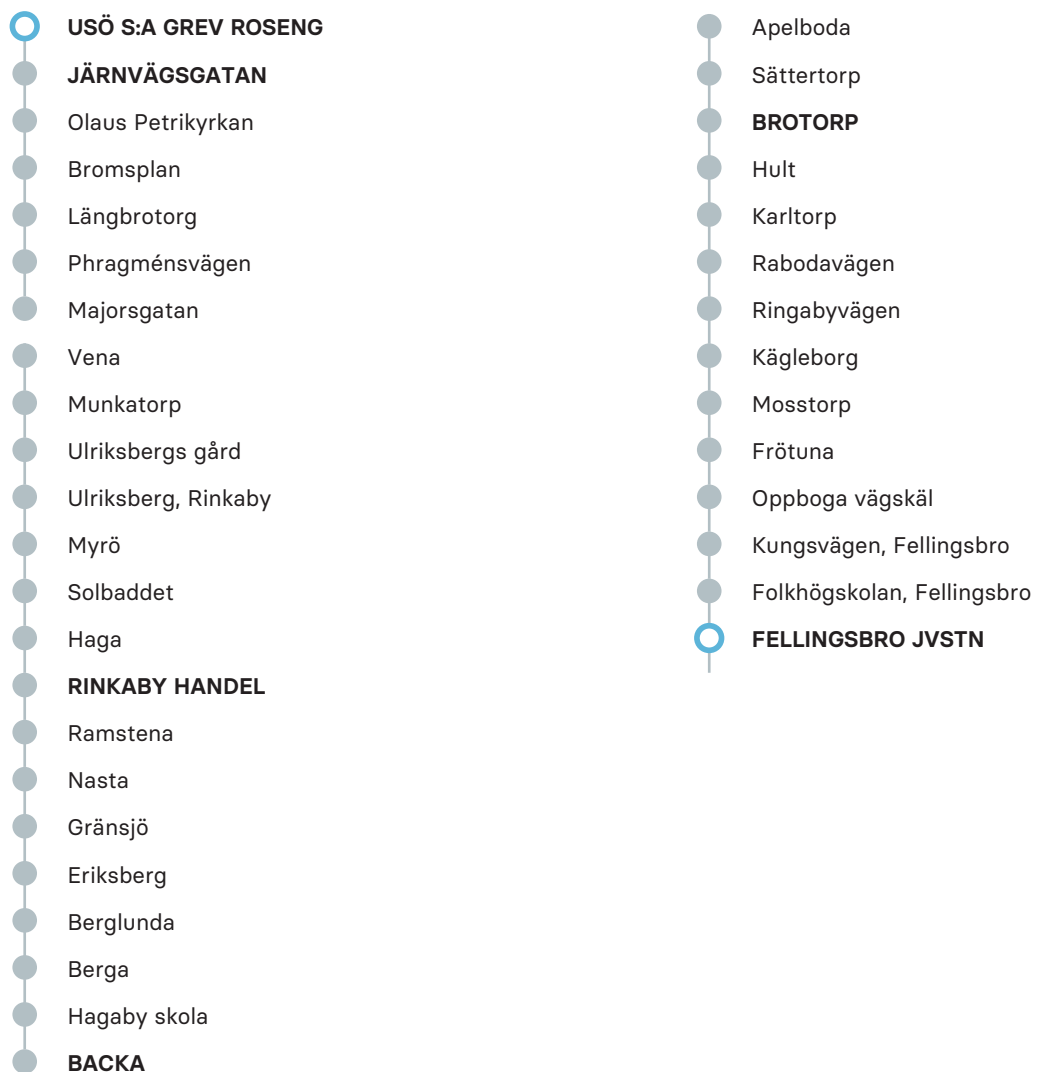 USÖ S:A GREV ROSENG
JÄRNVÄGSGATAN
Olaus Petrikyrkan
Bromsplan
Längbrotorg
Phragménsvägen
Majorsgatan
Vena
Munkatorp
Ulriksbergs gård
Ulriksberg, Rinkaby
Myrö
Solbaddet
Haga
RINKABY HANDEL
Ramstena
Nasta
Gränsjö
Eriksberg
Berglunda
Berga
Hagaby skola
BACKA
Apelboda
Sättertorp
BROTORP
Hult
Karltorp
Rabodavägen
Ringabyvägen
Kägleborg
Mosstorp
Frötuna
Oppboga vägskäl
Kungsvägen, Fellingsbro
Folkhögskolan, Fellingsbro
FELLINGSBRO JVSTN